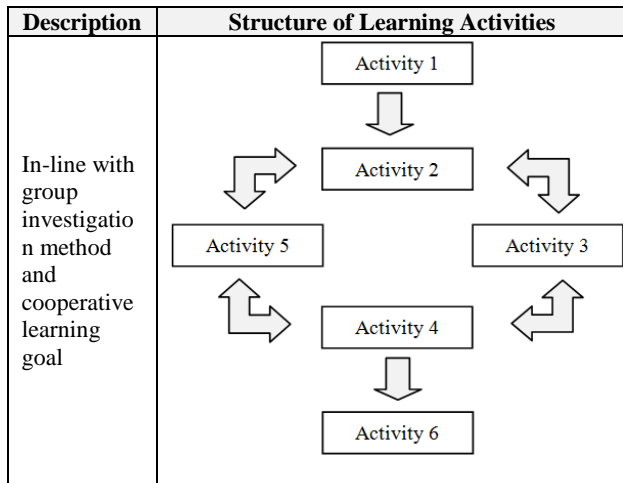 Description
Structure of Learning Activities
In-line with
group
investigatio
n method
and
cooperative
learning
goal
Activity 1
Activity 2
Activity 5
Activity 3
Activity 4
Activity 6